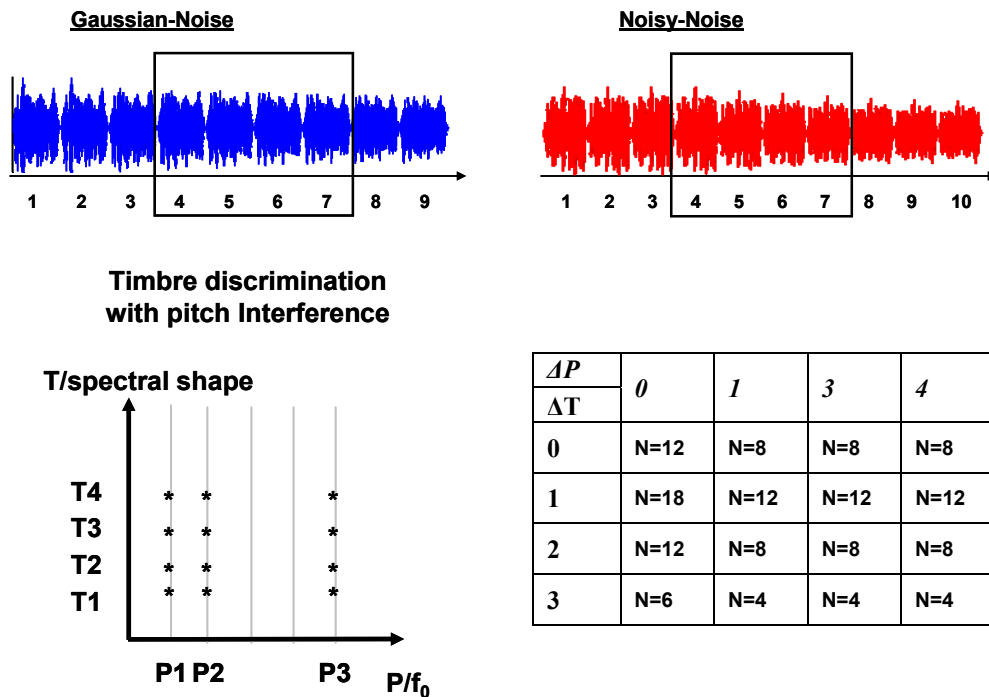 Gaussian-Noise
Noisy-Noise
1 2 3 4 5 6 7 8 9
1 2 3 4 5 6 7 8 9 10
Timbre discrimination
with pitch Interference
T/spectral shape
T4 * * *
T3 * * *
T2 * * *
T1 * * *
P1 P2 P3
P/f₀
ΔP 0 1 3 4
ΔT
0 N=12 N=8 N=8 N=8
1 N=18 N=12 N=12 N=12
2 N=12 N=8 N=8 N=8
3 N=6 N=4 N=4 N=4